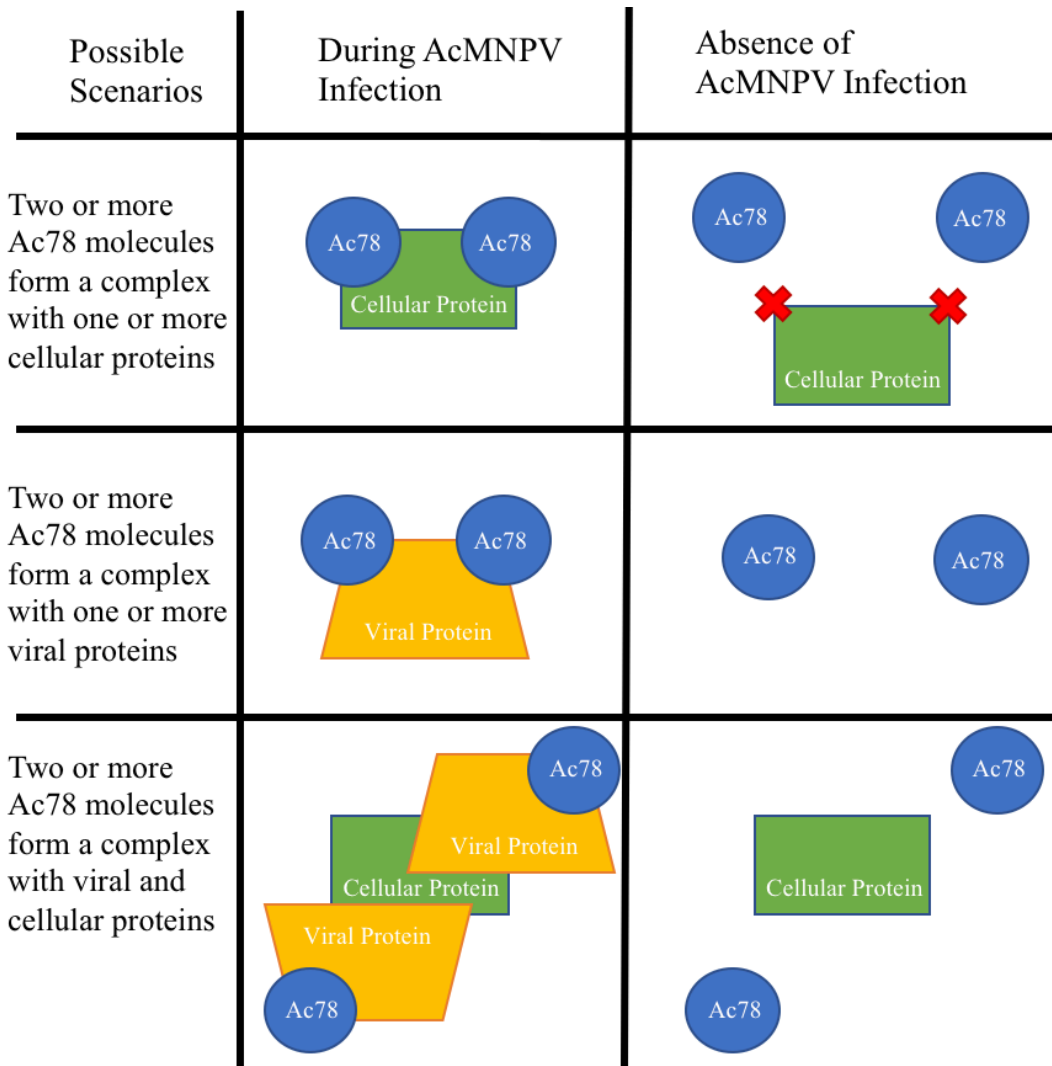 Possible
Scenarios
During AcMNPV
Infection
Absence of
AcMNPV Infection
Two or more
Ac78 molecules
form a complex
with one or more
cellular proteins
Ac78
Ac78
Cellular Protein
Ac78
Ac78
Cellular Protein
Two or more
Ac78 molecules
form a complex
with one or more
viral proteins
Ac78
Ac78
Viral Protein
Ac78
Ac78
Two or more
Ac78 molecules
form a complex
with viral and
cellular proteins
Ac78
Viral Protein
Cellular Protein
Viral Protein
Ac78
Ac78
Cellular Protein
Ac78